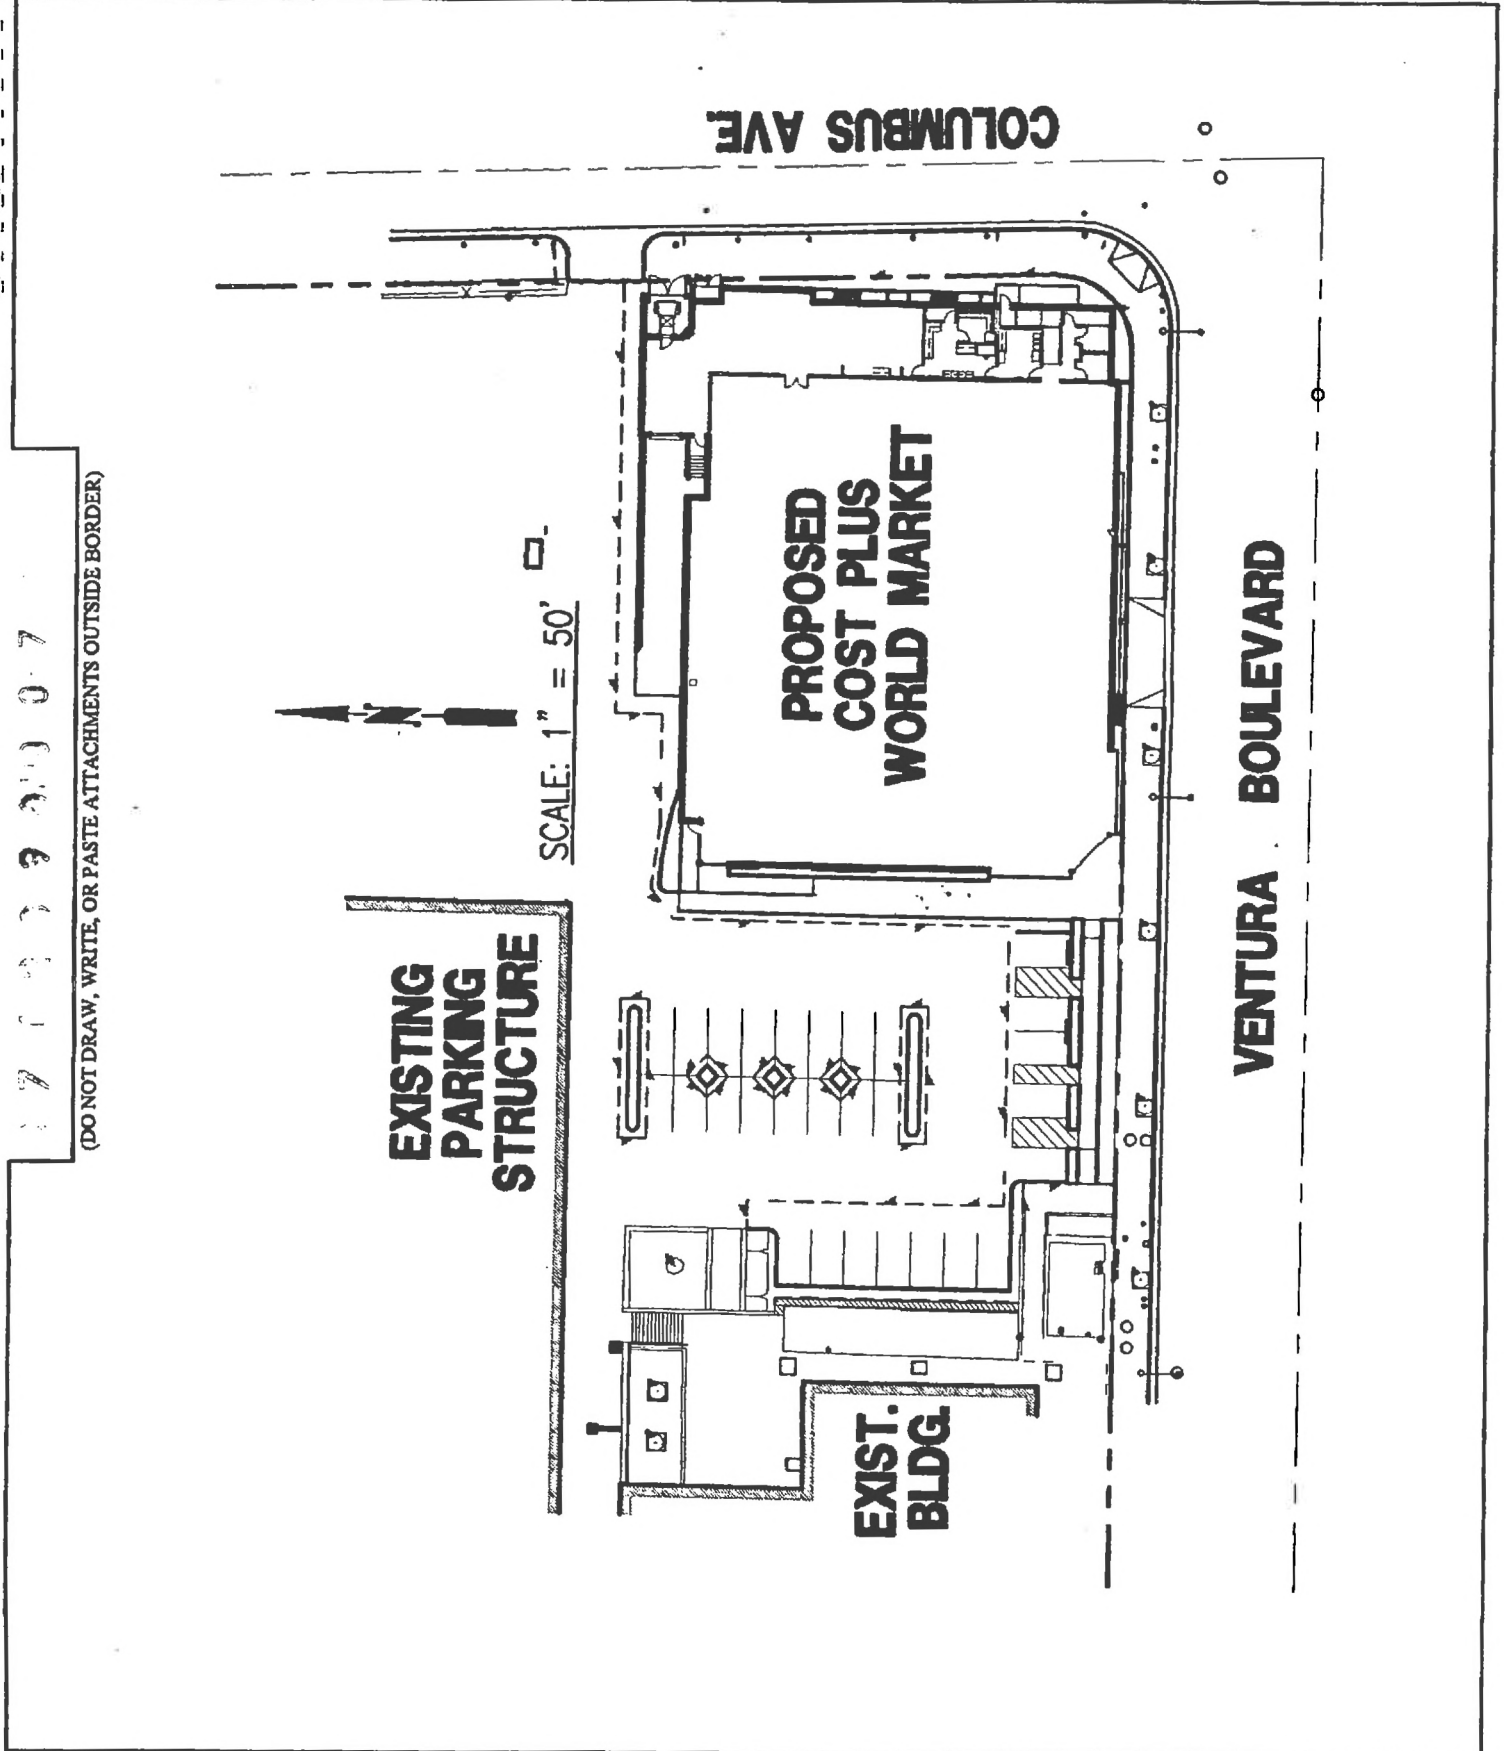 (DO NOT DRAW, WRITE, OR PASTE ATTACHMENTS OUTSIDE BORDER)
EXISTING
PARKING
STRUCTURE
SCALE: 1" = 50'
COLUMBUS AVE.
PROPOSED
COST PLUS
WORLD MARKET
EXIST.
BLDG.
VENTURA BOULEVARD